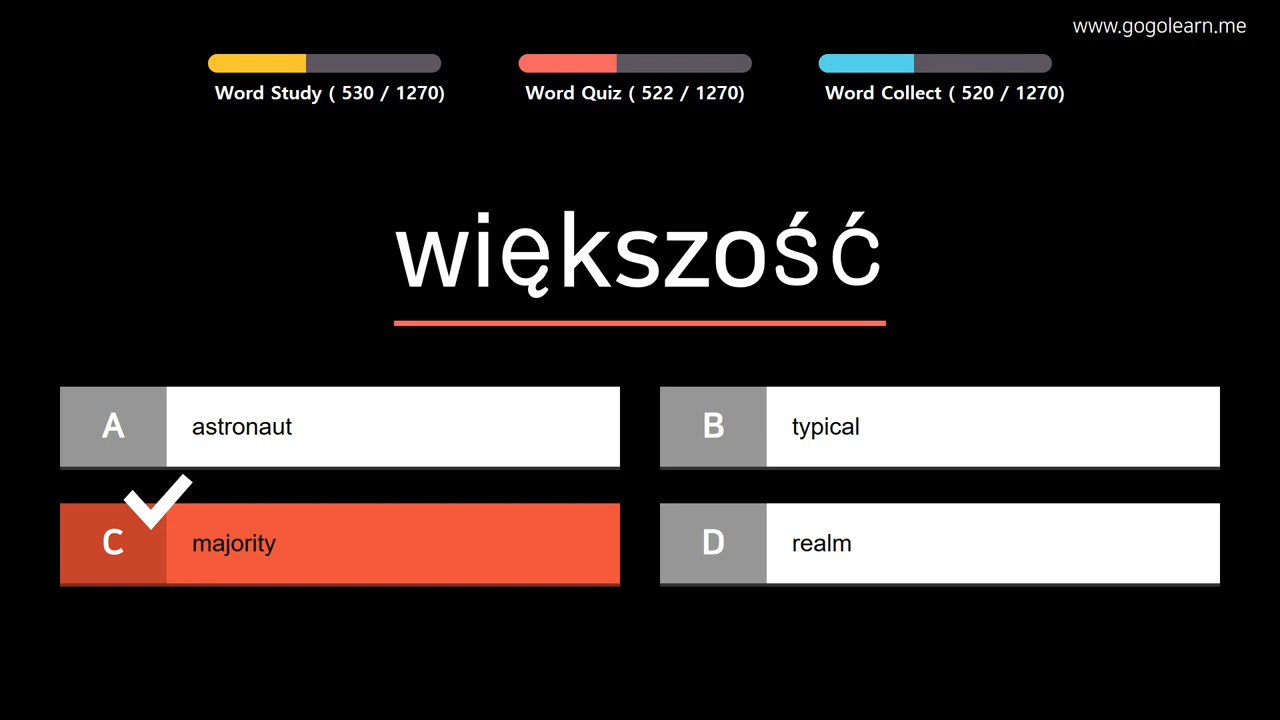 www.gogolearn.me
Word Study ( 530 / 1270)
Word Quiz ( 522 / 1270)
Word Collect ( 520 / 1270)
większość
A astronaut
B typical
C majority
D realm